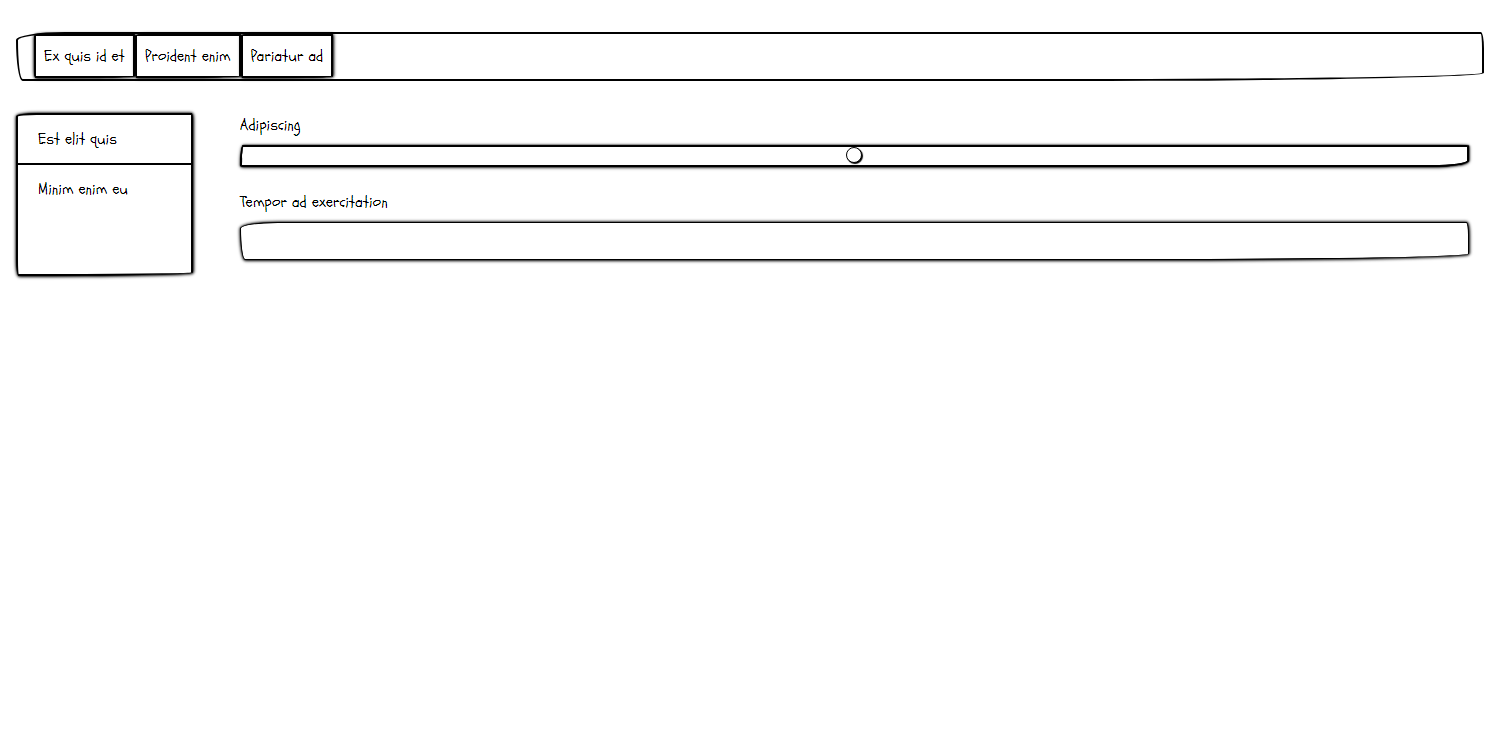 Ex quis id et Proident enim Pariatur ad
Est elit quis
Minim enim eu
Adipiscing
Tempor ad exercitation